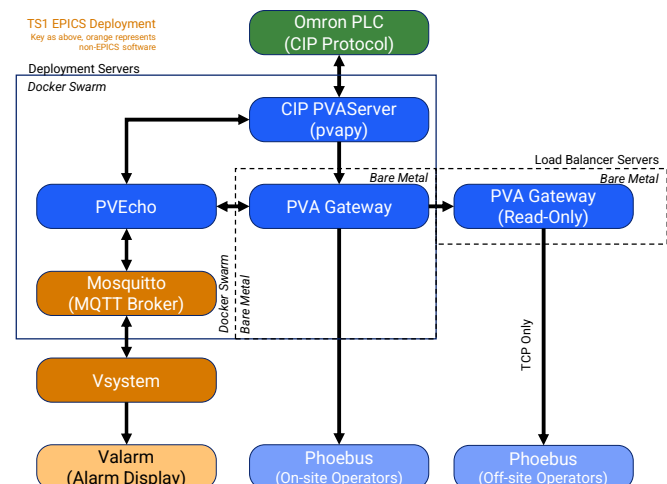 TS1 EPICS Deployment
Key as above, orange represents
non-EPICS software
Omron PLC
(CIP Protocol)
Deployment Servers
Docker Swarm
CIP PVAServer
(pvapy)
Load Balancer Servers
Bare Metal
Bare Metal
PVEcho
PVA Gateway
PVA Gateway
(Read-Only)
Mosquitto
(MQTT Broker)
Docker Swarm
Bare Metal
TCP Only
Vsystem
Valarm
(Alarm Display)
Phoebus
(On-site Operators)
Phoebus
(Off-site Operators)